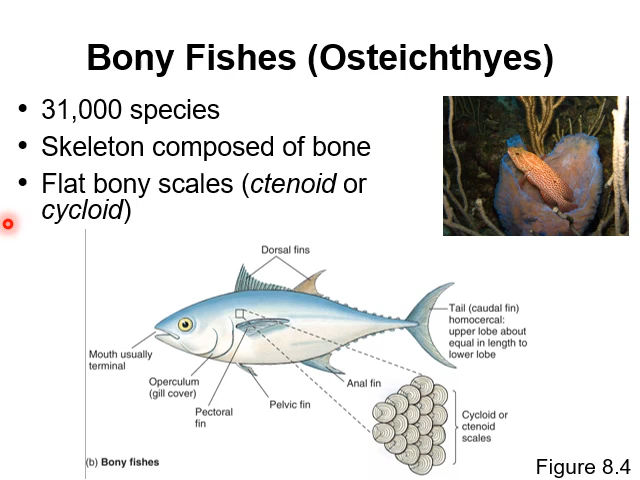 Bony Fishes (Osteichthyes)
• 31,000 species
• Skeleton composed of bone
• Flat bony scales (ctenoid or
cycloid)
Dorsal fins
Tail (caudal fin)
homocercal:
upper lobe about
equal in length to
lower lobe
Mouth usually
terminal
Operculum
(gill cover)
Pectoral
fin
Pelvic fin
Anal fin
Cycloid or
ctenoid
scales
(b) Bony fishes
Figure 8.4